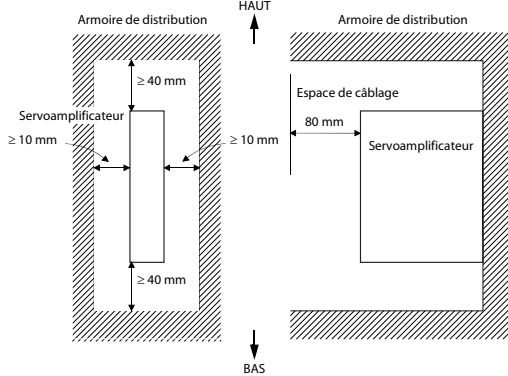 HAUT
Armoire de distribution
Armoire de distribution
≥ 40 mm
Espace de câblage
Servoamplificateur
80 mm
≥ 10 mm
≥ 10 mm
Servoamplificateur
≥ 40 mm
BAS